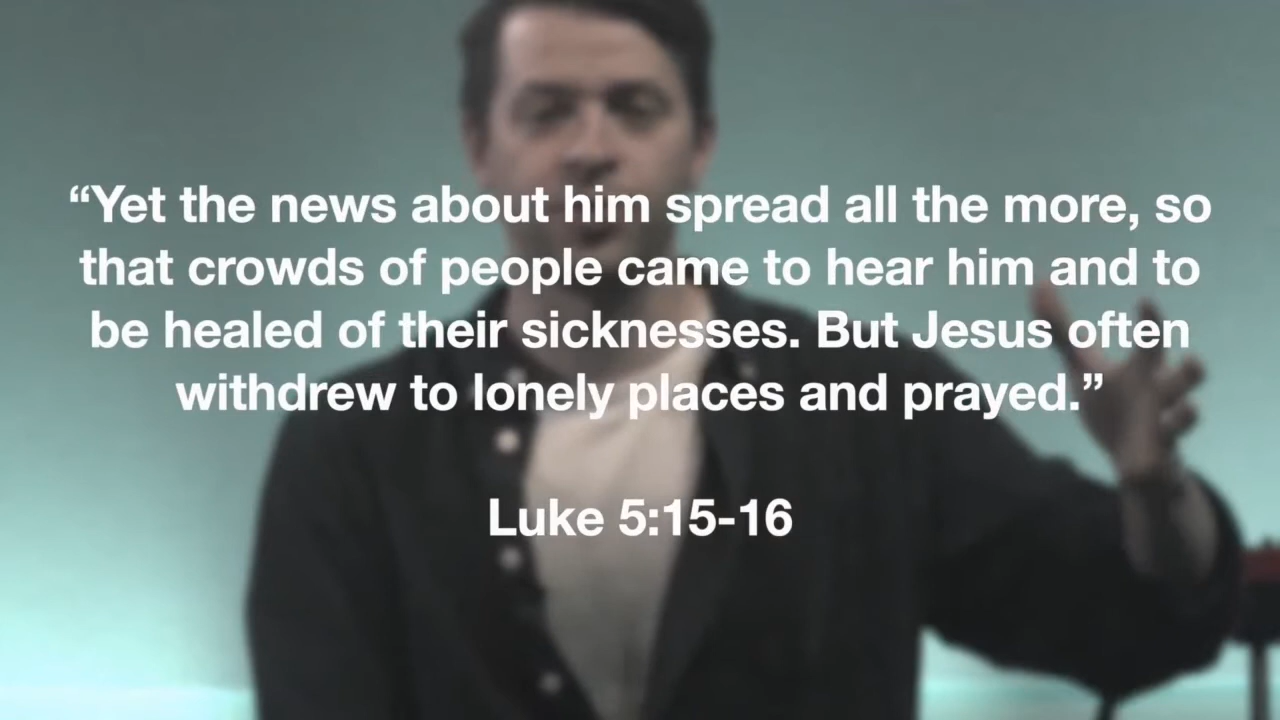 “Yet the news about him spread all the more, so
that crowds of people came to hear him and to
be healed of their sicknesses. But Jesus often
withdrew to lonely places and prayed.”
Luke 5:15-16